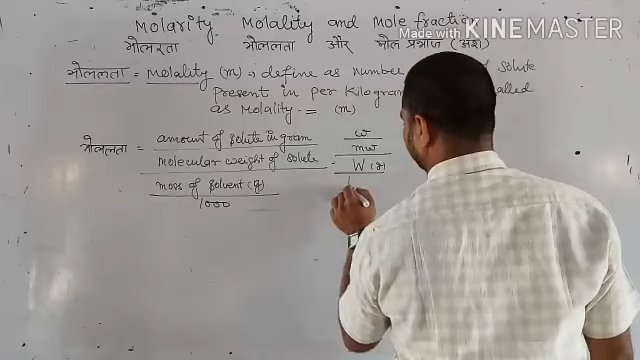 Made with KINEMASTER
Molarity. Molality and Mole fraction
मोलरता मोललता और मोल प्रभाज (अंश)
मोललता = Molality (m) :- define as number solute
Present in per Kilogram called
as Molality = (m)
मोललता = amount of solute in gram / molecular weight of solute
mass of solvent (g) / 1000
= w / mw
W (g)